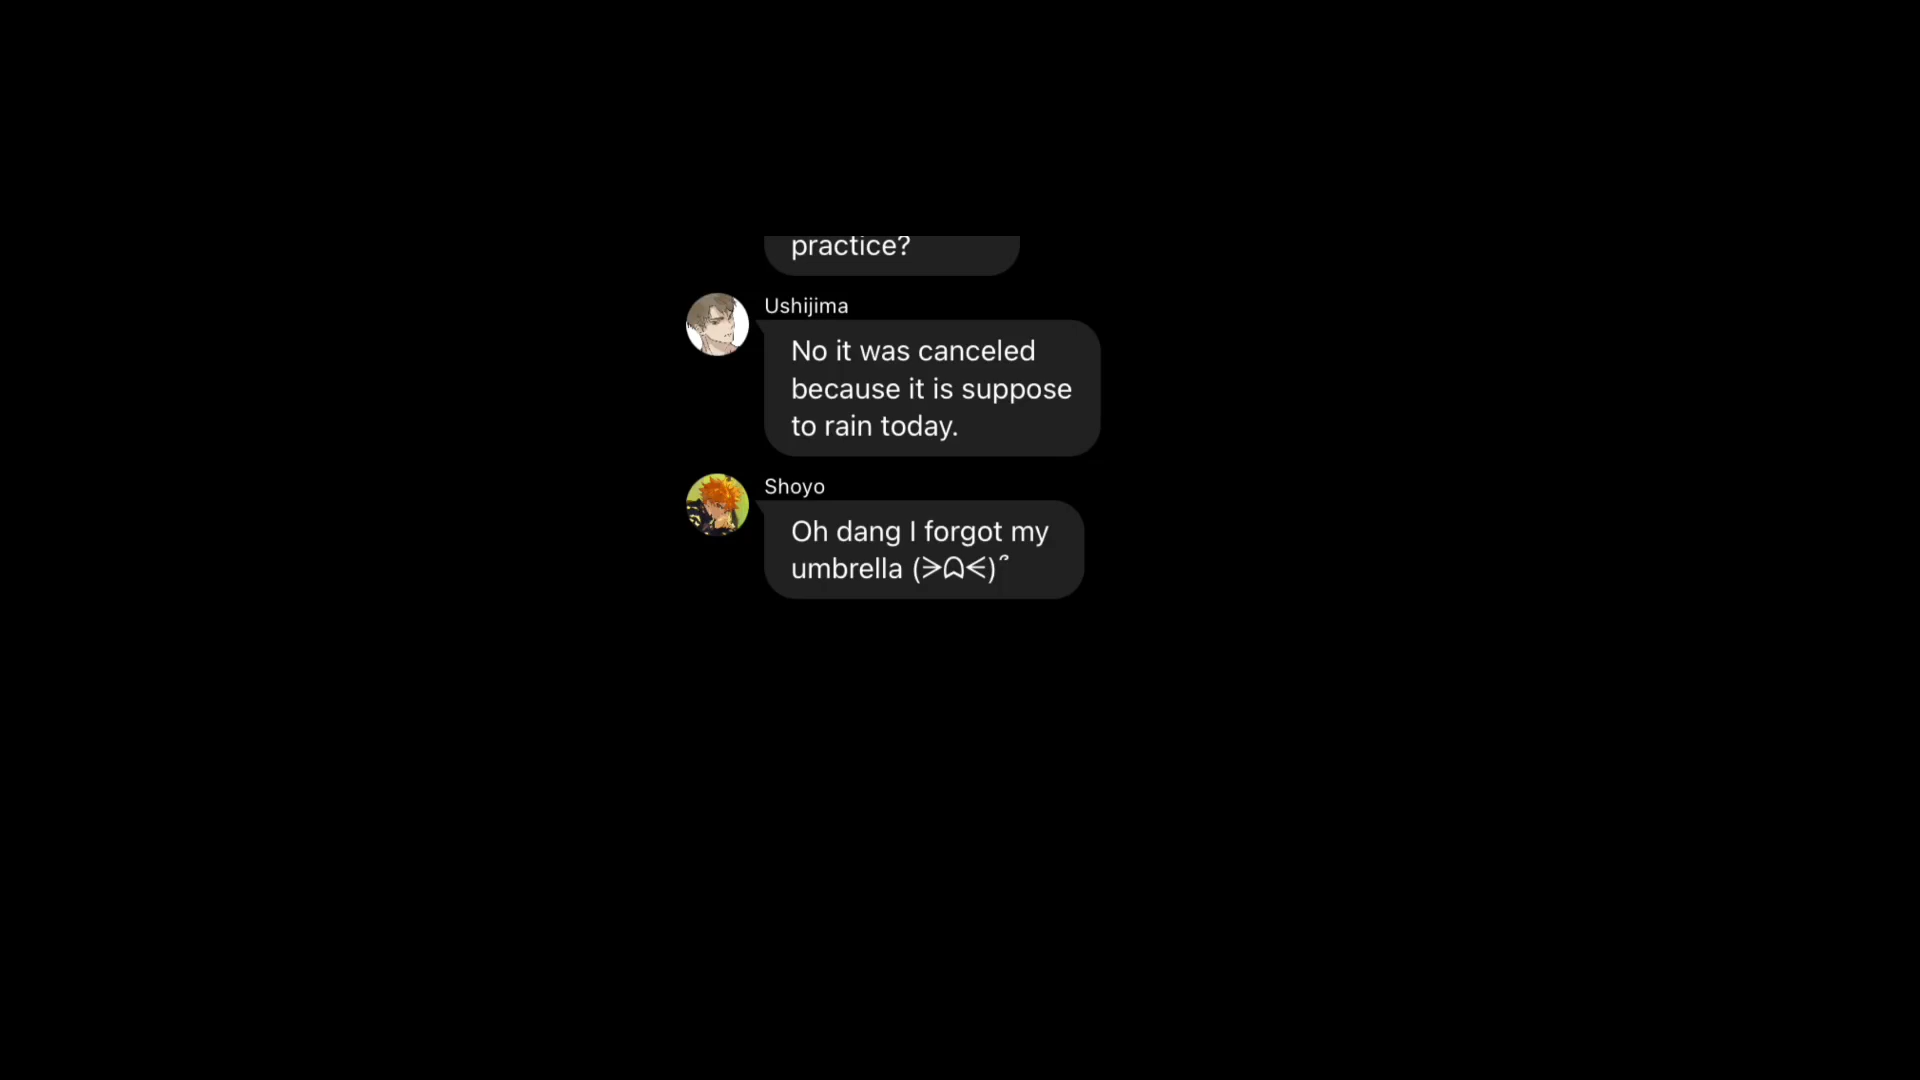 practice?
Ushijima
No it was canceled
because it is suppose
to rain today.
Shoyo
Oh dang I forgot my
umbrella (ᗒᗣᗕ)՞